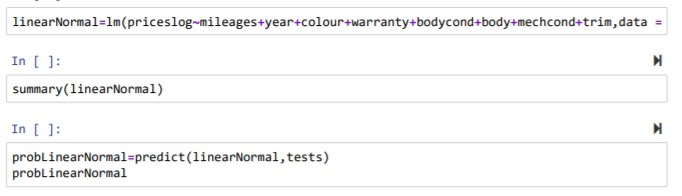 linearNormal=lm(priceslog~mileages+year+colour+warranty+bodycond+body+mechcond+trim,data =
In [ ]:
summary(linearNormal)
In [ ]:
probLinearNormal=predict(linearNormal,tests)
probLinearNormal